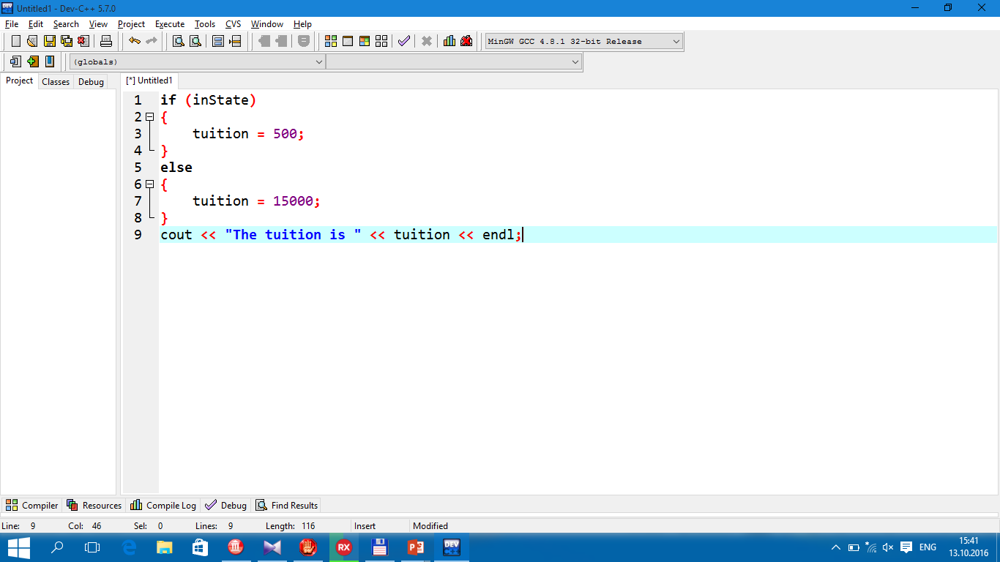 Untitled1 - Dev-C++ 5.7.0
File Edit Search View Project Execute Tools CVS Window Help
MinGW GCC 4.8.1 32-bit Release
(globals)
Project Classes Debug [*] Untitled1
1 if (inState)
2 {
3 tuition = 500;
4 }
5 else
6 {
7 tuition = 15000;
8 }
9 cout << "The tuition is " << tuition << endl;
Compiler Resources Compile Log Debug Find Results
Line: 9 Col: 46 Sel: 0 Lines: 9 Length: 116 Insert Modified
RX P DEV C++ ENG 15:41
13.10.2016